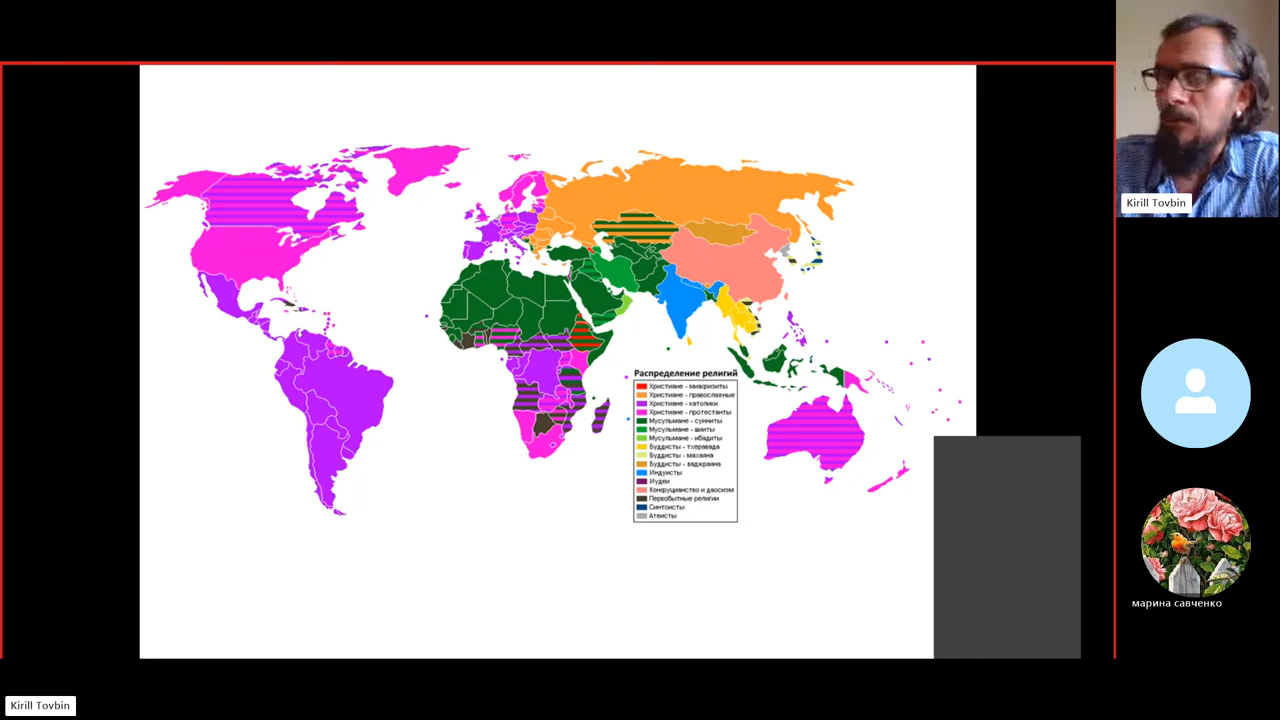 Kirill Tovbin
Распределение религий
Христиане - миафизиты
Христиане - православные
Христиане - католики
Христиане - протестанты
Мусульмане - сунниты
Мусульмане - шииты
Мусульмане - ибадиты
Буддисты - тхеравада
Буддисты - махаяна
Буддисты - ваджраяна
Индуисты
Иудеи
Конфуцианство и даосизм
Первобытные религии
Синтоисты
Атеисты
марина савченко
Kirill Tovbin